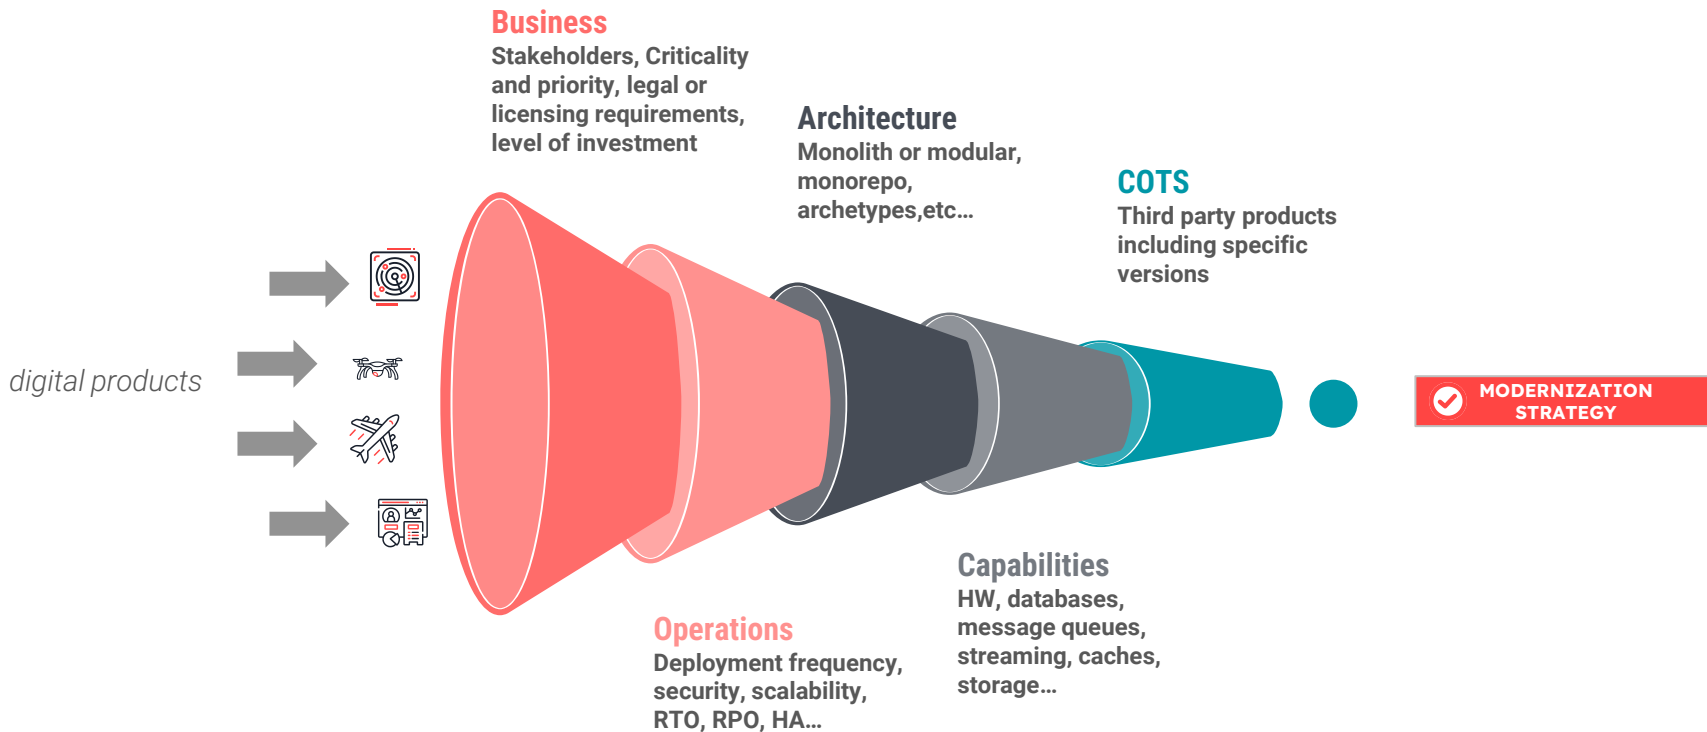 Business
Stakeholders, Criticality
and priority, legal or
licensing requirements,
level of investment
Architecture
Monolith or modular,
monorepo,
archetypes,etc...
COTS
Third party products
including specific
versions
digital products
MODERNIZATION
STRATEGY
Operations
Deployment frequency,
security, scalability,
RTO, RPO, HA...
Capabilities
HW, databases,
message queues,
streaming, caches,
storage...